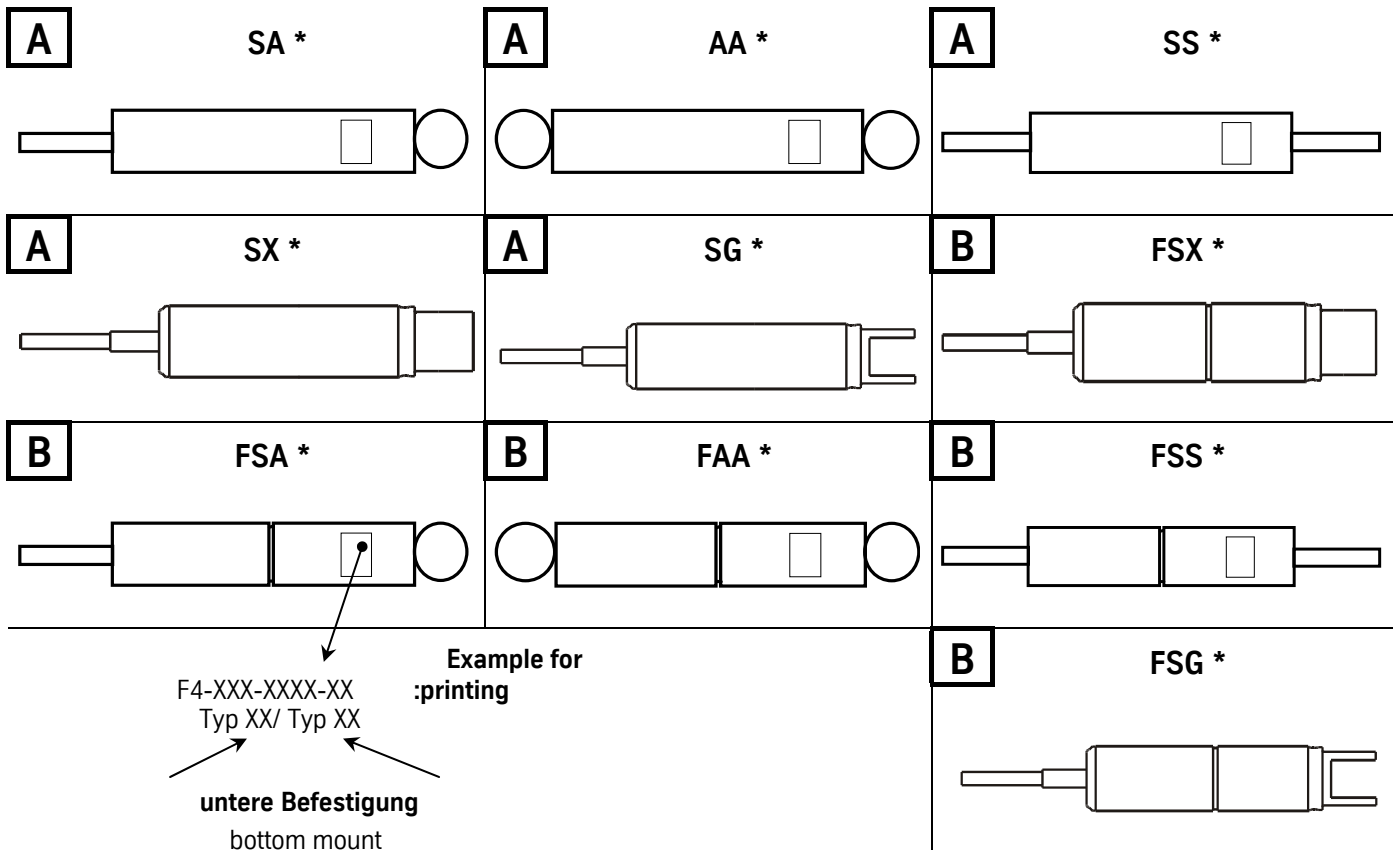 A SA *
A AA *
A SS *
A SX *
A SG *
B FSX *
B FSA *
B FAA *
B FSS *
Example for
:printing
F4-XXX-XXXX-XX
Typ XX/ Typ XX
untere Befestigung
bottom mount
B FSG *